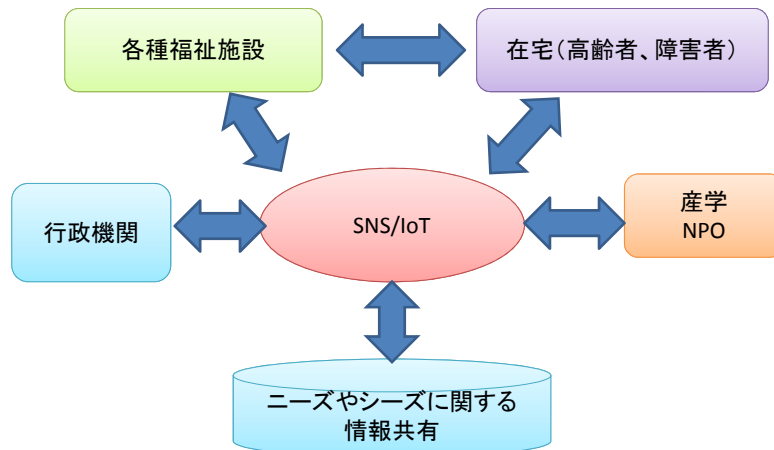 各種福祉施設
在宅（高齢者、障害者）
行政機関
SNS/IoT
産学
NPO
ニーズやシーズに関する
情報共有